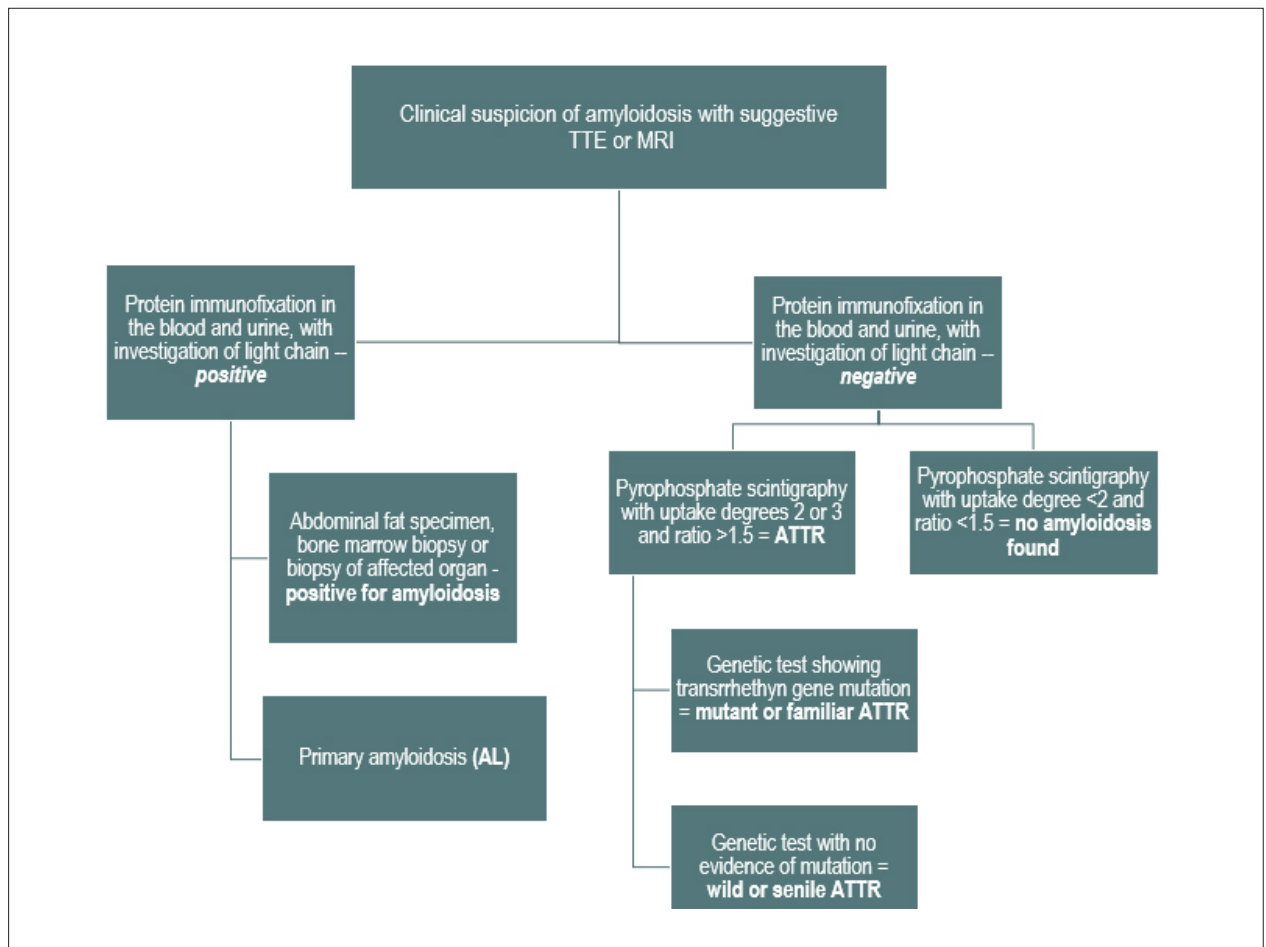 Clinical suspicion of amyloidosis with suggestive
TTE or MRI
Protein immunofixation in
the blood and urine, with
investigation of light chain –
positive
Protein immunofixation in
the blood and urine, with
investigation of light chain –
negative
Abdominal fat specimen,
bone marrow biopsy or
biopsy of affected organ -
positive for amyloidosis
Primary amyloidosis (AL)
Pyrophosphate scintigraphy
with uptake degrees 2 or 3
and ratio >1.5 = ATTR
Pyrophosphate scintigraphy
with uptake degree <2 and
ratio <1.5 = no amyloidosis
found
Genetic test showing
transrrhethyn gene mutation
= mutant or familiar ATTR
Genetic test with no
evidence of mutation =
wild or senile ATTR